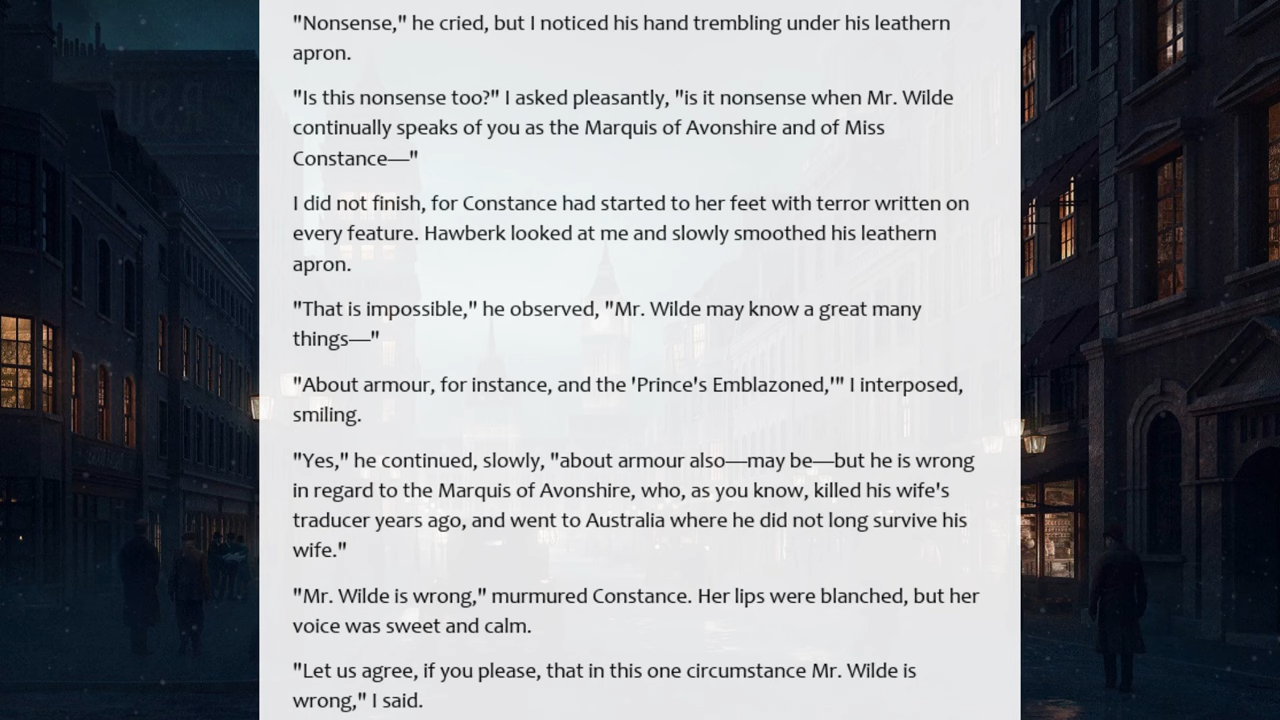 "Nonsense," he cried, but I noticed his hand trembling under his leathern
apron.
"Is this nonsense too?" I asked pleasantly, "is it nonsense when Mr. Wilde
continually speaks of you as the Marquis of Avonshire and of Miss
Constance—"
I did not finish, for Constance had started to her feet with terror written on
every feature. Hawberk looked at me and slowly smoothed his leathern
apron.
"That is impossible," he observed, "Mr. Wilde may know a great many
things—"
"About armour, for instance, and the 'Prince's Emblazoned,'" I interposed,
smiling.
"Yes," he continued, slowly, "about armour also—may be—but he is wrong
in regard to the Marquis of Avonshire, who, as you know, killed his wife's
traducer years ago, and went to Australia where he did not long survive his
wife."
"Mr. Wilde is wrong," murmured Constance. Her lips were blanched, but her
voice was sweet and calm.
"Let us agree, if you please, that in this one circumstance Mr. Wilde is
wrong," I said.